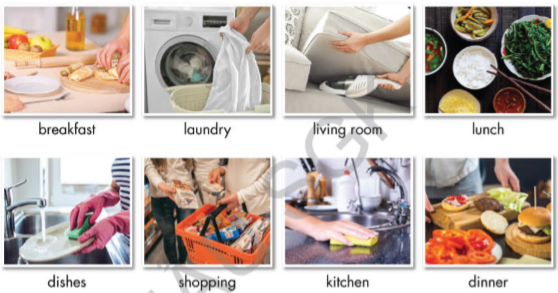 breakfast
laundry
living room
lunch
dishes
shopping
kitchen
dinner